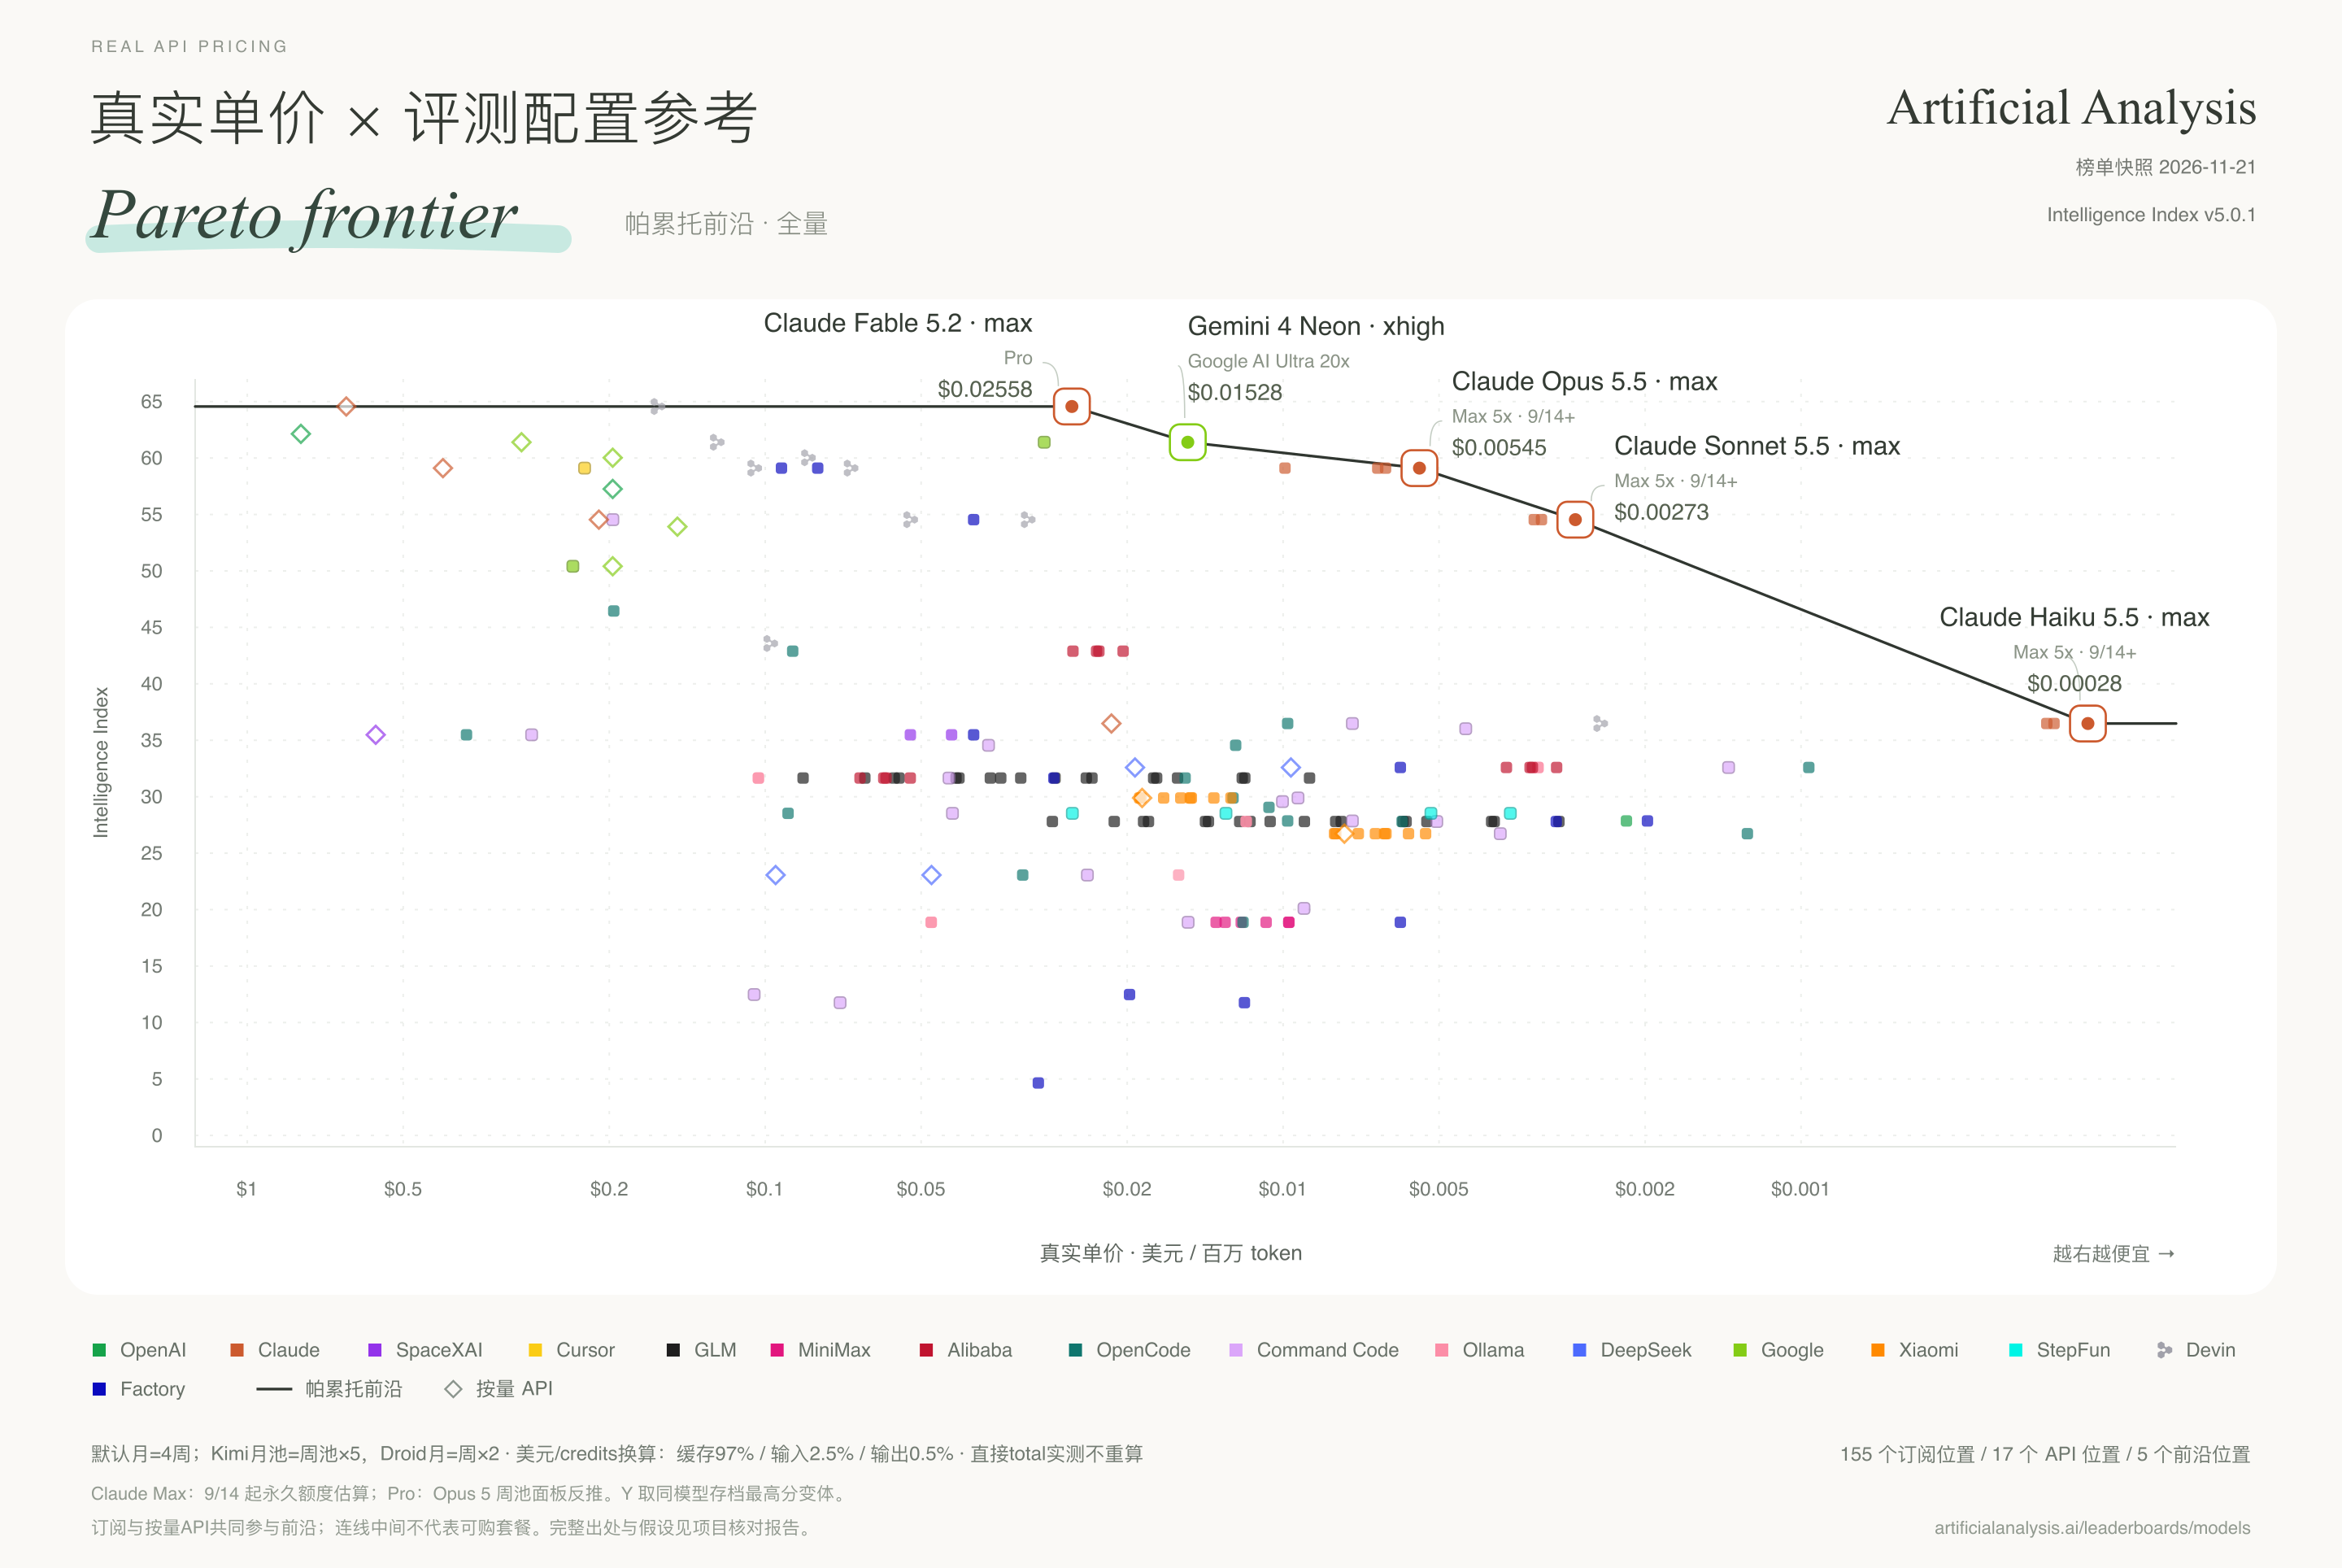 REAL API PRICING
真实单价 × 评测配置参考
Pareto frontier
帕累托前沿 · 全量
Artificial Analysis
榜单快照 2026-11-21
Intelligence Index v5.0.1
Claude Fable 5.2 · max
Pro
$0.02558
Gemini 4 Neon · xhigh
Google AI Ultra 20x
$0.01528
Claude Opus 5.5 · max
Max 5x · 9/14+
$0.00545
Claude Sonnet 5.5 · max
Max 5x · 9/14+
$0.00273
Claude Haiku 5.5 · max
Max 5x · 9/14+
$0.00028
Intelligence Index
65
60
55
50
45
40
35
30
25
20
15
10
5
0
$1 $0.5 $0.2 $0.1 $0.05 $0.02 $0.01 $0.005 $0.002 $0.001
真实单价 · 美元 / 百万 token
越右越便宜 →
OpenAI Claude SpaceXAI Cursor GLM MiniMax Alibaba OpenCode Command Code Ollama DeepSeek Google Xiaomi StepFun Devin
Factory 帕累托前沿 按量 API
默认月=4周；Kimi月池=周池×5，Droid月=周×2 · 美元/credits换算：缓存97% / 输入2.5% / 输出0.5% · 直接total实测不重算
155 个订阅位置 / 17 个 API 位置 / 5 个前沿位置
Claude Max：9/14 起永久额度估算；Pro：Opus 5 周池面板反推。Y 取同模型存档最高分变体。
订阅与按量API共同参与前沿；连线中间不代表可购套餐。完整出处与假设见项目核对报告。
artificialanalysis.ai/leaderboards/models